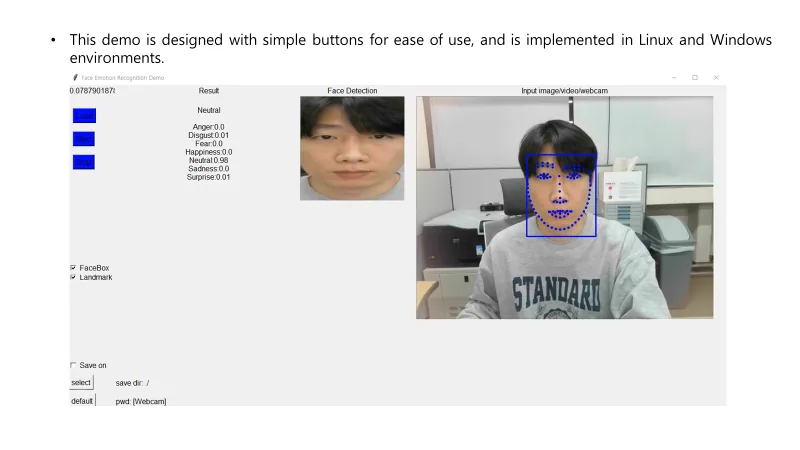 • This demo is designed with simple buttons for ease of use, and is implemented in Linux and Windows
environments.
Face Emotion Recognition Demo
Result
Face Detection
Input image/video/webcam
Neutral
Anger:0.0
Disgust:0.01
Fear:0.0
Happiness:0.0
Neutral:0.98
Sadness:0.0
Surprise:0.01
FaceBox
Landmark
STANDARD
Save on
select
save dir: ./
default
pwd: [Webcam]